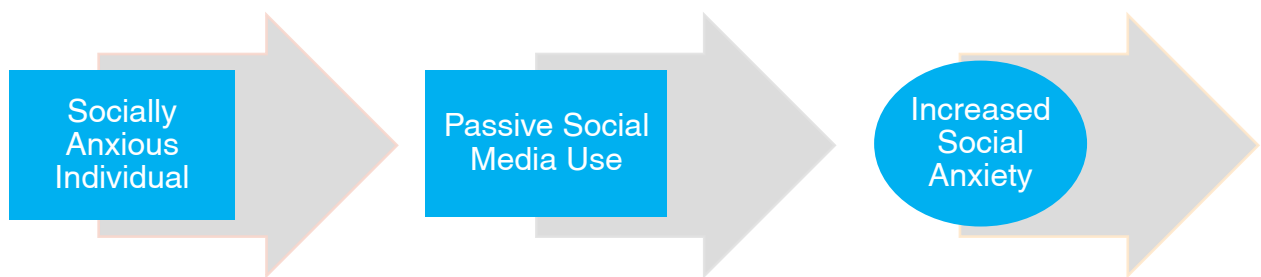 Socially
Anxious
Individual
Passive Social
Media Use
Increased
Social
Anxiety